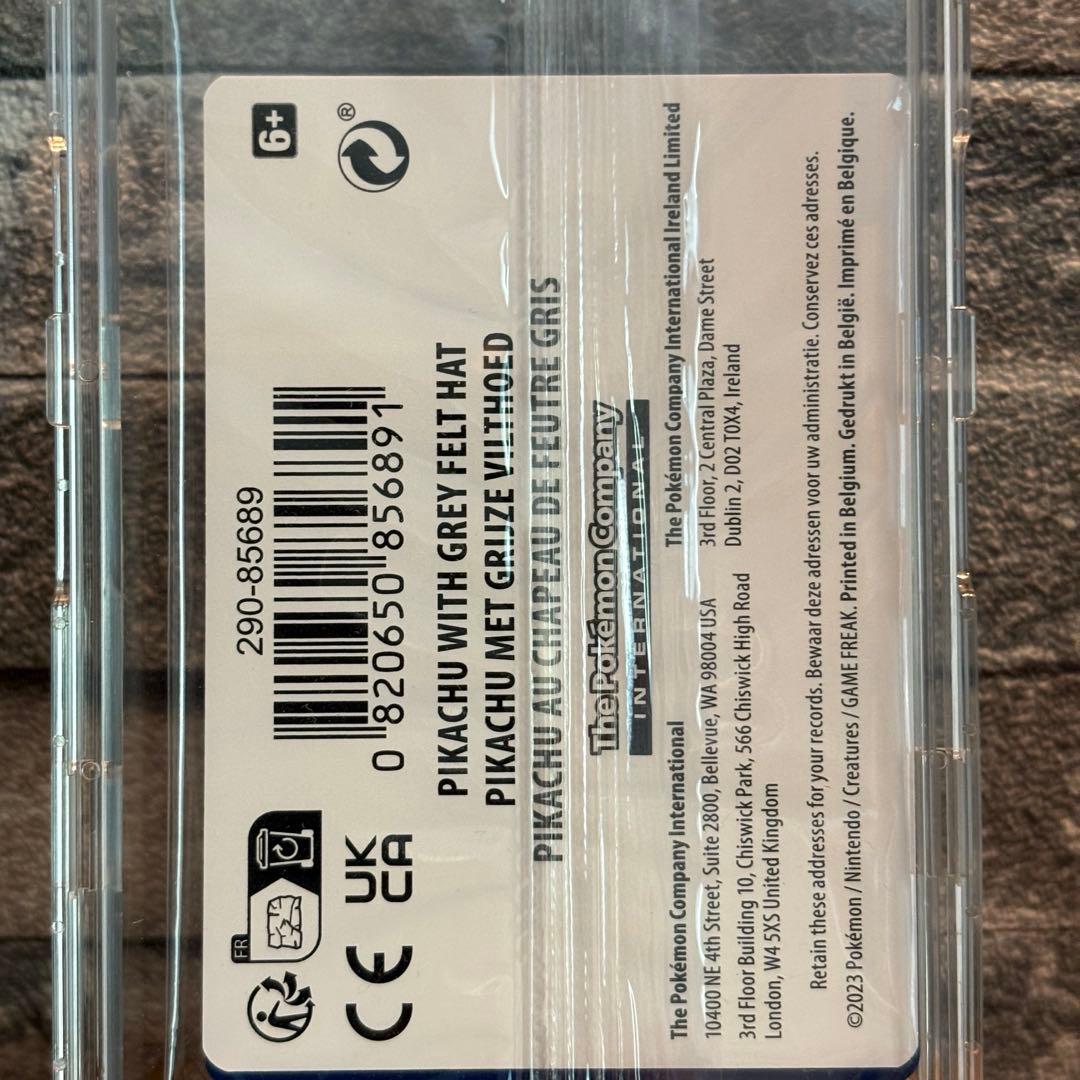 FR
290-85689
6+
0 820650 856891
CE
UK
CA
®
PIKACHU WITH GREY FELT HAT
PIKACHU MET GRIJZE VILTHOED
PIKACHU AU CHAPEAU DE FEUTRE GRIS
The Pokémon Company
INTERNATIONAL
The Pokémon Company International
10400 NE 4th Street, Suite 2800, Bellevue, WA 98004 USA
3rd Floor Building 10, Chiswick Park, 566 Chiswick High Road
London, W4 5XS United Kingdom
The Pokémon Company International Ireland Limited
3rd Floor, 2 Central Plaza, Dame Street
Dublin 2, D02 T0X4, Ireland
Retain these addresses for your records. Bewaar deze adressen voor uw administratie. Conservez ces adresses.
©2023 Pokémon / Nintendo / Creatures / GAME FREAK. Printed in Belgium. Gedrukt in België. Imprimé en Belgique.